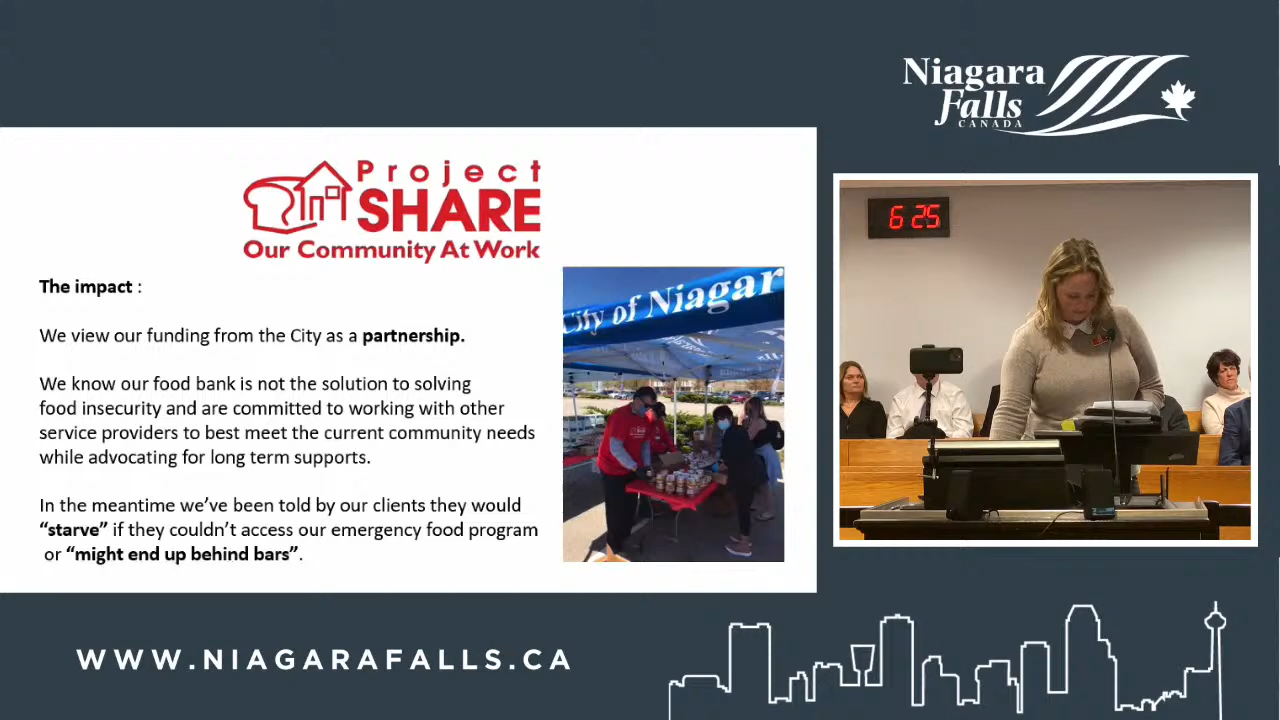 Niagara
Falls
CANADA
Project
SHARE
Our Community At Work
The impact :
We view our funding from the City as a partnership.
We know our food bank is not the solution to solving
food insecurity and are committed to working with other
service providers to best meet the current community needs
while advocating for long term supports.
In the meantime we’ve been told by our clients they would
“starve” if they couldn’t access our emergency food program
or “might end up behind bars”.
City of Niagar
6 25
WWW.NIAGARAFALLS.CA